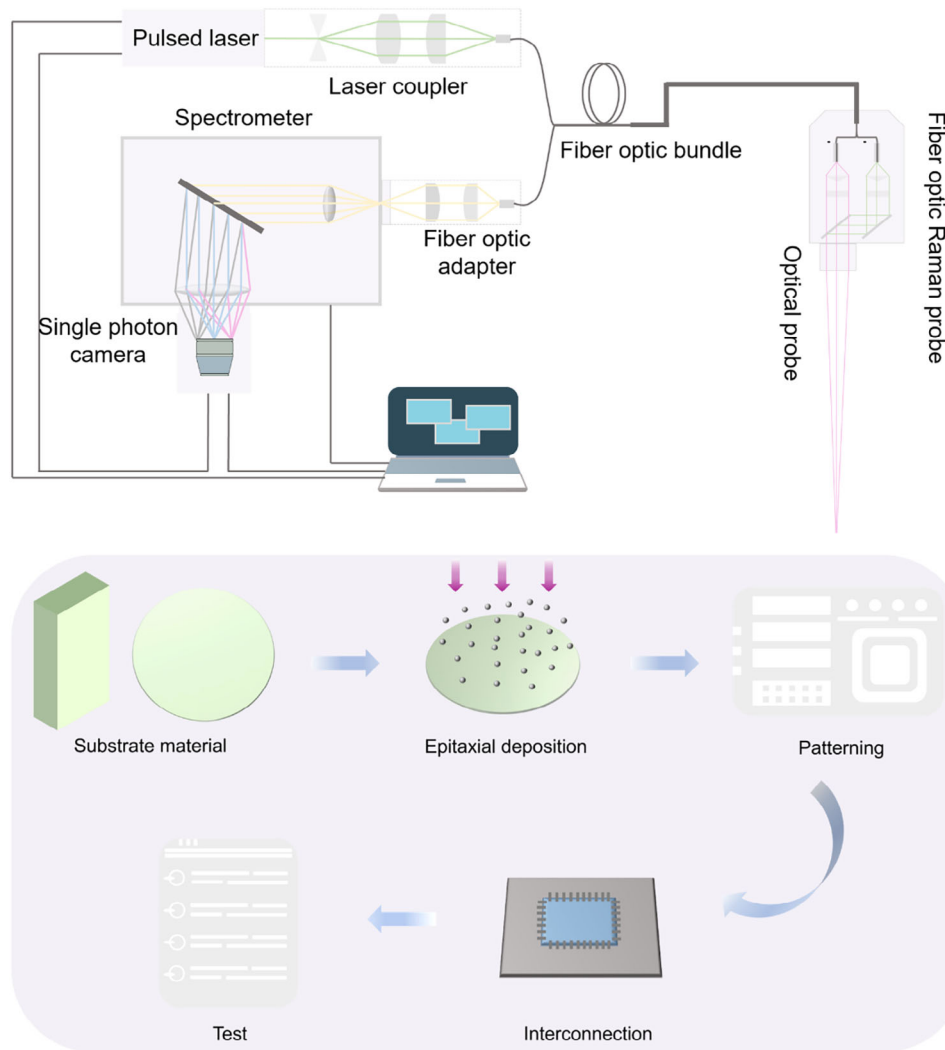 Pulsed laser
Laser coupler
Spectrometer
Fiber optic bundle
Fiber optic
adapter
Single photon
camera
Optical probe
Fiber optic Raman probe
Substrate material
Epitaxial deposition
Patterning
Test
Interconnection